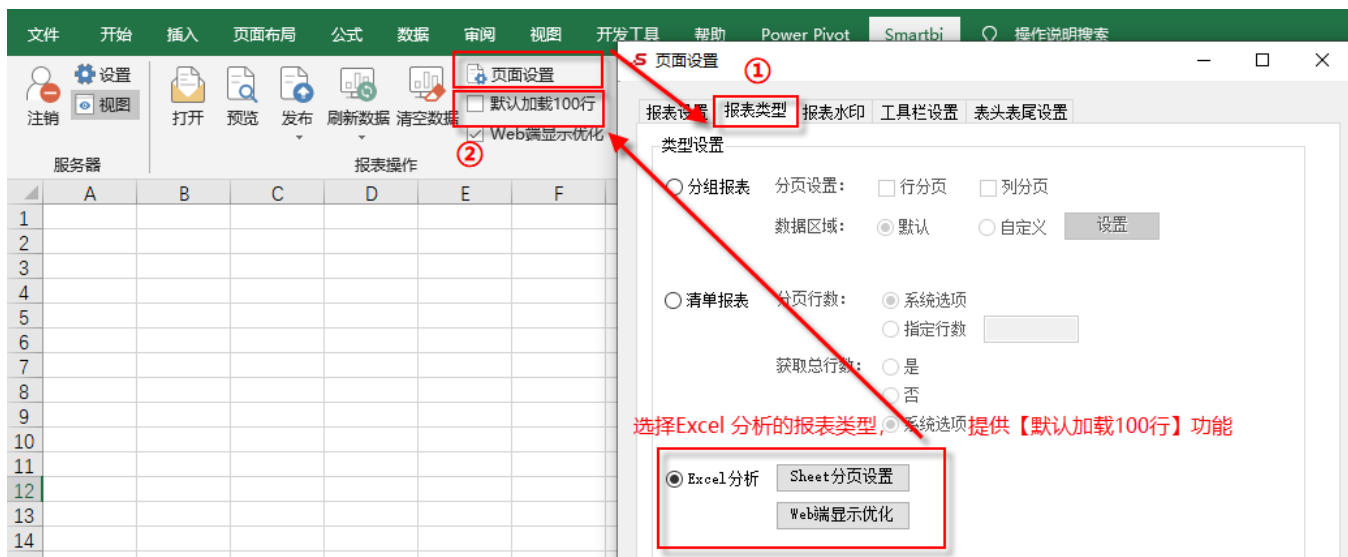 文件 开始 插入 页面布局 公式 数据 审阅 视图 开发工具 帮助 Power Pivot Smartbi 操作说明搜索
注销
设置
视图
服务器
打开
预览
发布
刷新数据
清空数据
页面设置
默认加载100行
Web端显示优化
报表操作
②
A B C D E F
1
2
3
4
5
6
7
8
9
10
11
12
13
14
S 页面设置
①
报表设置 报表类型 报表水印 工具栏设置 表头表尾设置
类型设置
分组报表 分页设置: 行分页 列分页
数据区域: 默认 自定义 设置
清单报表 分页行数: 系统选项
指定行数
获取总行数: 是
否
系统选项
选择Excel 分析的报表类型,提供【默认加载100行】功能
Excel分析 Sheet分页设置
Web端显示优化